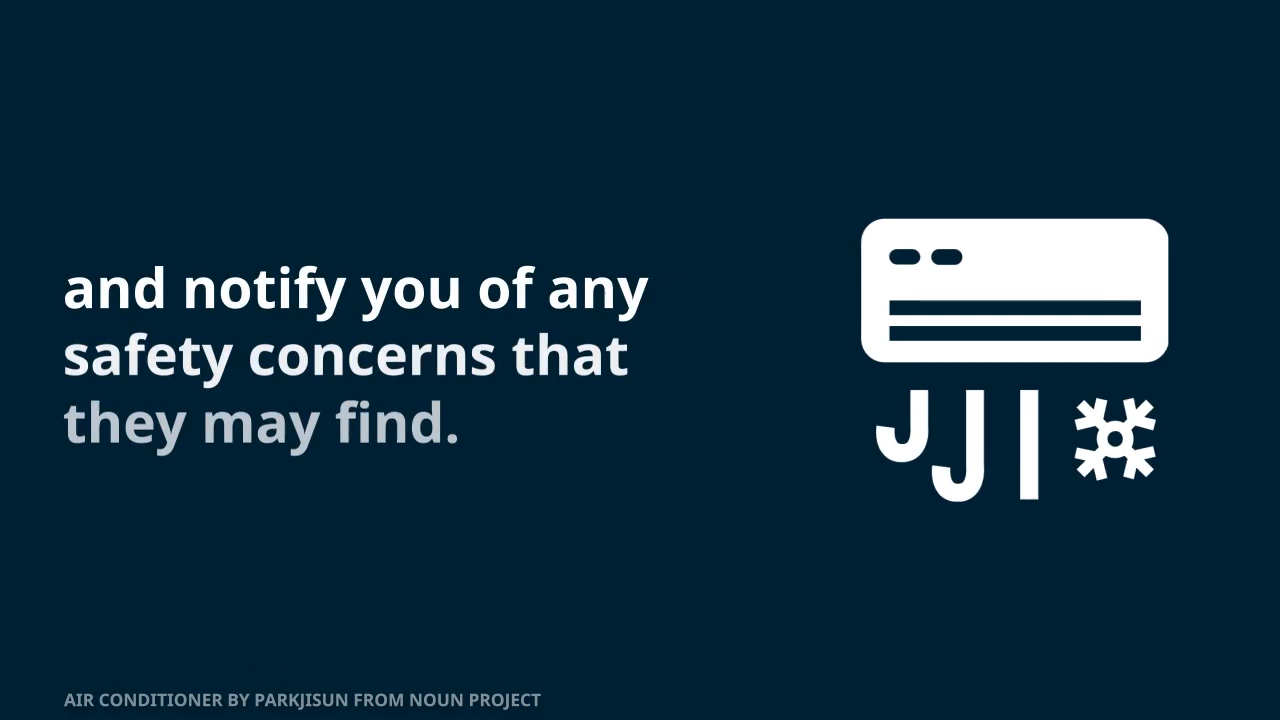 and notify you of any
safety concerns that
they may find.
AIR CONDITIONER BY PARKJISUN FROM NOUN PROJECT